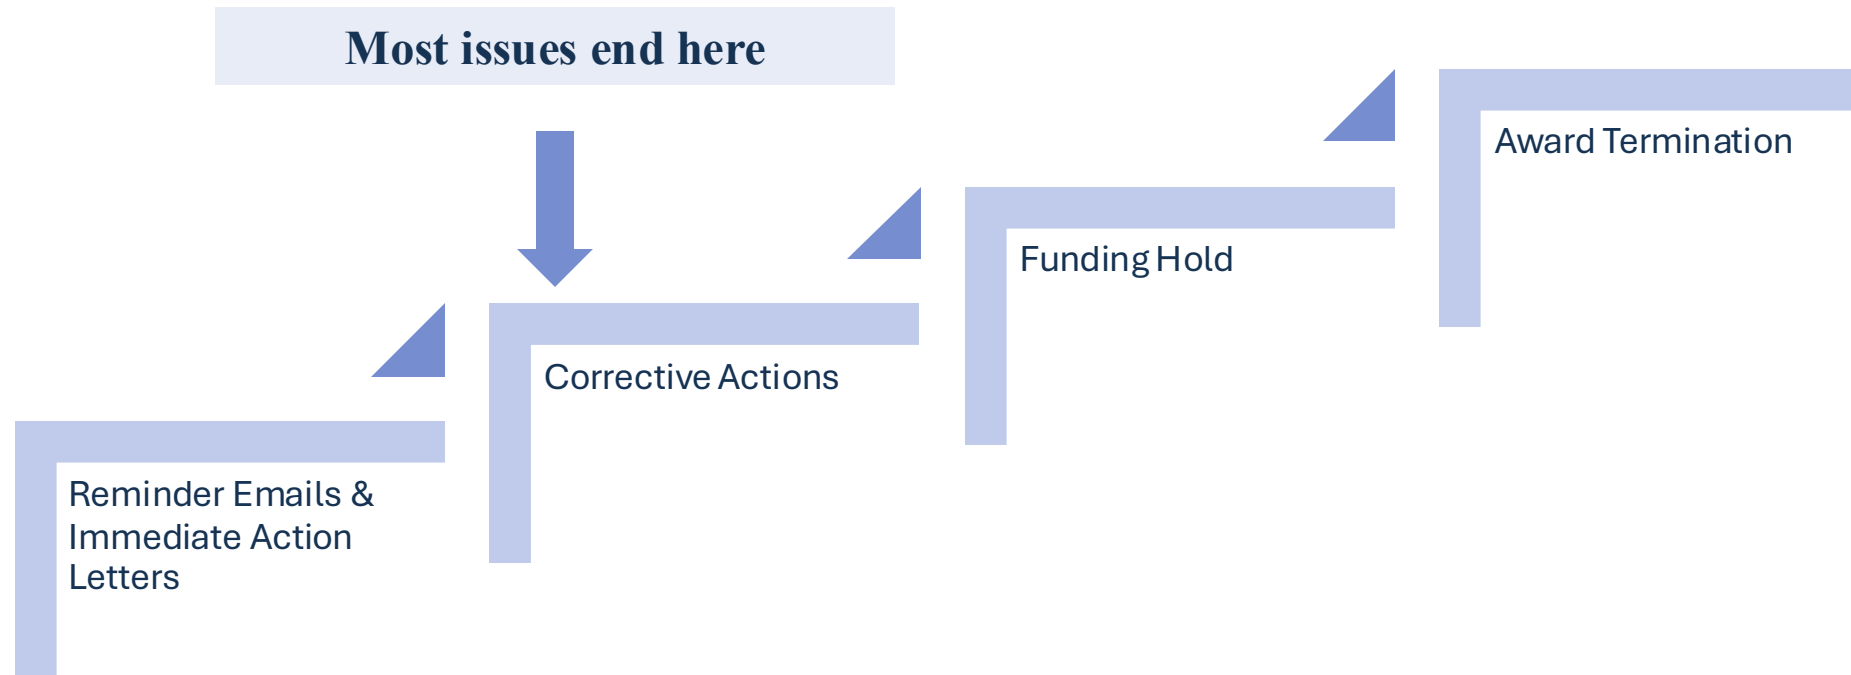 Most issues end here
Award Termination
Funding Hold
Corrective Actions
Reminder Emails &
Immediate Action
Letters